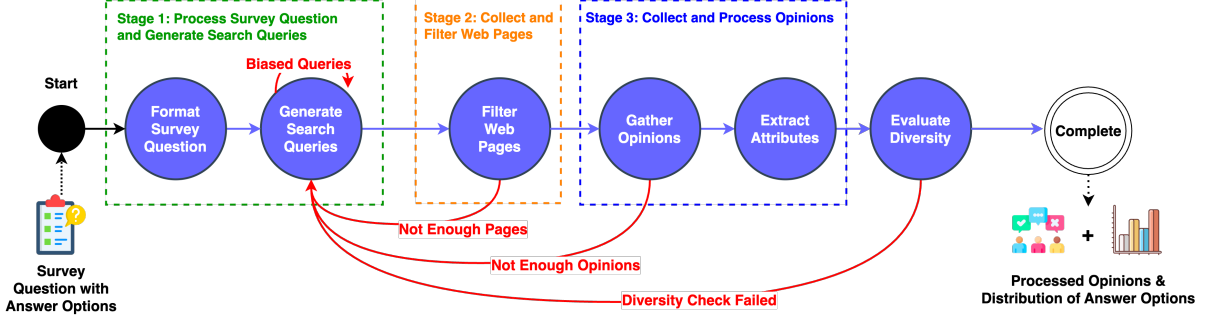 Stage 1: Process Survey Question
and Generate Search Queries
Stage 2: Collect and
Filter Web Pages
Stage 3: Collect and Process Opinions
Biased Queries
Start
Format
Survey
Question
Generate
Search
Queries
Filter
Web
Pages
Gather
Opinions
Extract
Attributes
Evaluate
Diversity
Complete
?
Not Enough Pages
Not Enough Opinions
Diversity Check Failed
Survey
Question with
Answer Options
+
Processed Opinions &
Distribution of Answer Options